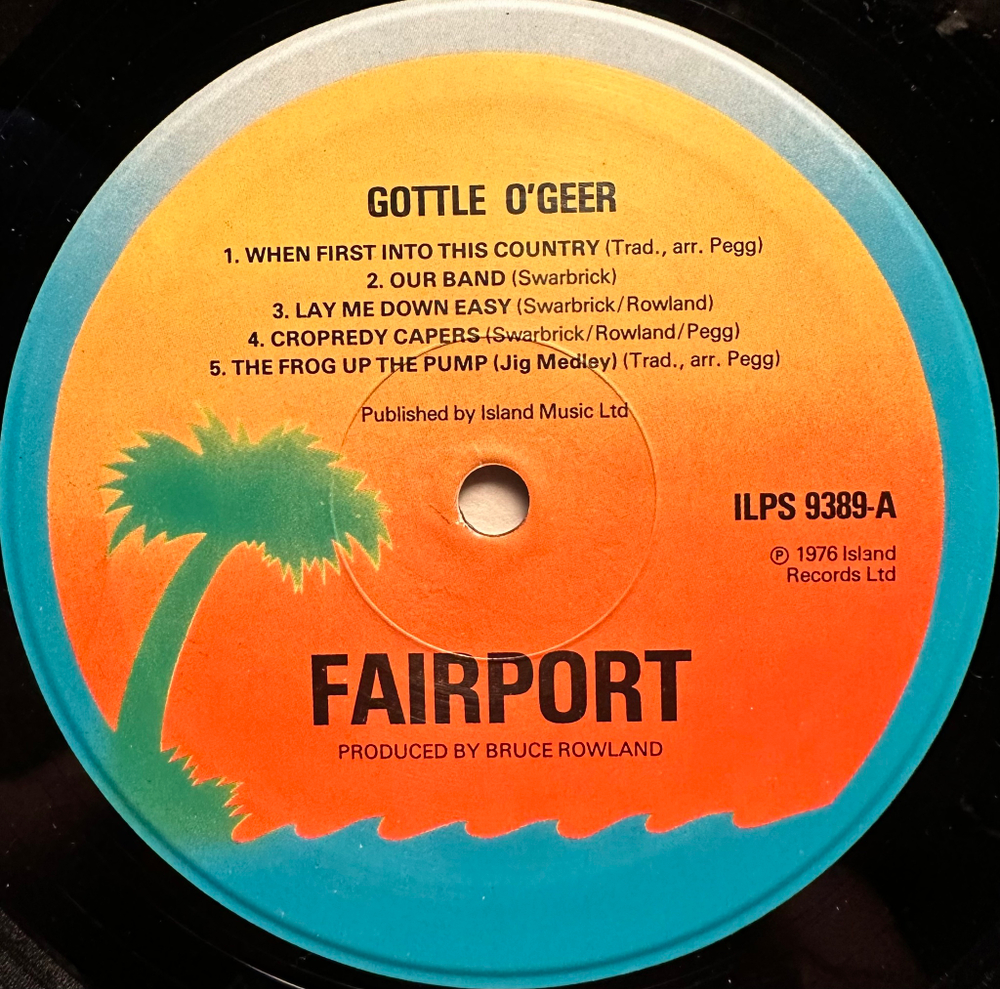 GOTTLE O'GEER
1. WHEN FIRST INTO THIS COUNTRY (Trad., arr. Pegg)
2. OUR BAND (Swarbrick)
3. LAY ME DOWN EASY (Swarbrick/Rowland)
4. CROPREDY CAPERS (Swarbrick/Rowland/Pegg)
5. THE FROG UP THE PUMP (Jig Medley) (Trad., arr. Pegg)
Published by Island Music Ltd
ILPS 9389-A
℗ 1976 Island
Records Ltd
FAIRPORT
PRODUCED BY BRUCE ROWLAND